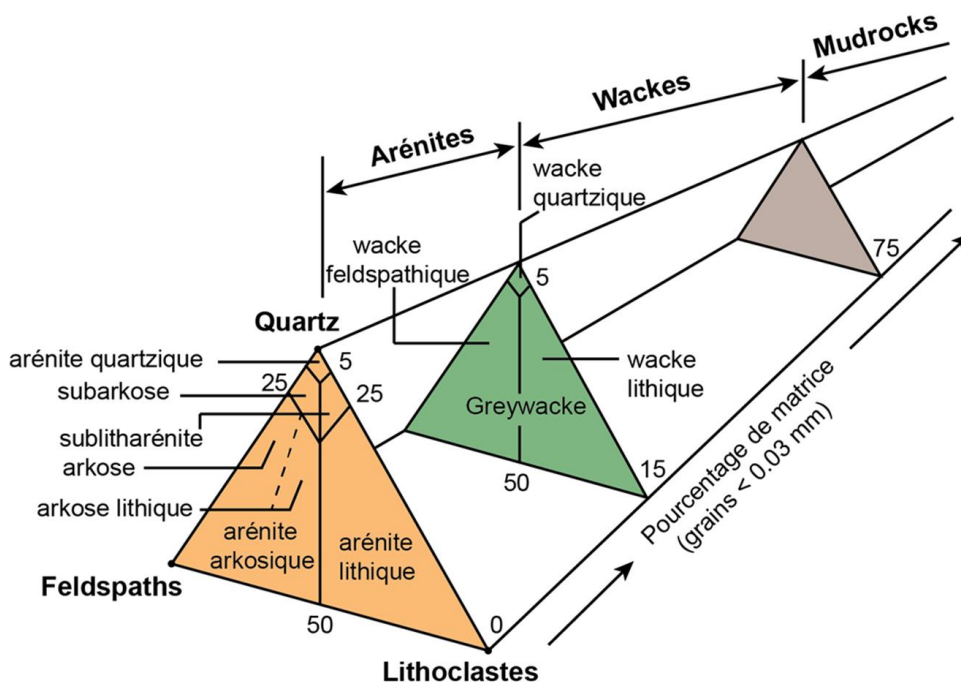 Mudrocks
Wackes
Arénites
wacke
quartzique
wacke
feldspathique
5
75
Quartz
arénite quartzique
5
25
subarkose
25
wacke
lithique
Greywacke
sublitharénite
arkose
50
15
arkose lithique
arénite
arkosique
arénite
lithique
Pourcentage de matrice
(grains < 0.03 mm)
Feldspaths
50
0
Lithoclastes